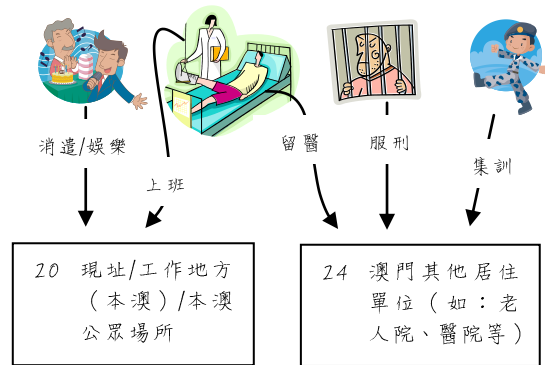 消遣/娛樂
上班
留醫
服刑
集訓
20 現址/工作地方
（本澳）/本澳
公眾場所
24 澳門其他居住
單位（如：老
人院、醫院等）